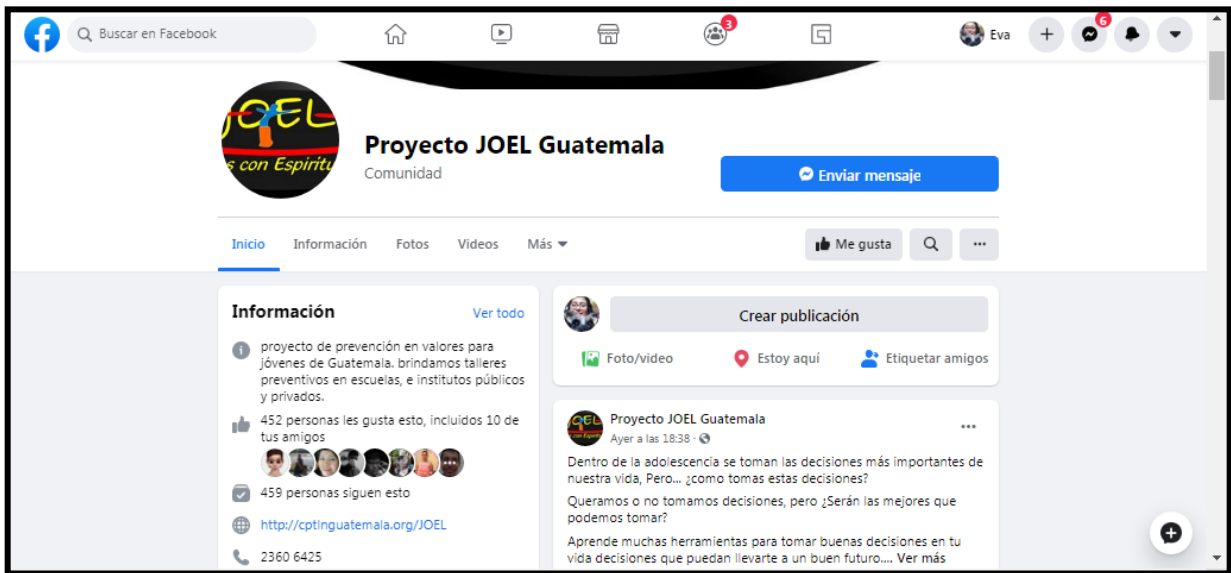 Buscar en Facebook
3
Eva
6
JOEL
s con Espiritu
Proyecto JOEL Guatemala
Comunidad
Enviar mensaje
Inicio Información Fotos Videos Más
Me gusta
Información Ver todo
proyecto de prevención en valores para
jóvenes de Guatemala. brindamos talleres
preventivos en escuelas, e institutos públicos
y privados.
452 personas les gusta esto, incluidos 10 de
tus amigos
459 personas siguen esto
http://cptlnguatemala.org/JOEL
2360 6425
Crear publicación
Foto/video Estoy aquí Etiquetar amigos
Proyecto JOEL Guatemala
Ayer a las 18:38 ·
Dentro de la adolescencia se toman las decisiones más importantes de
nuestra vida, Pero... ¿como tomas estas decisiones?
Queramos o no tomamos decisiones, pero ¿Serán las mejores que
podemos tomar?
Aprende muchas herramientas para tomar buenas decisiones en tu
vida decisiones que puedan llevarte a un buen futuro.... Ver más